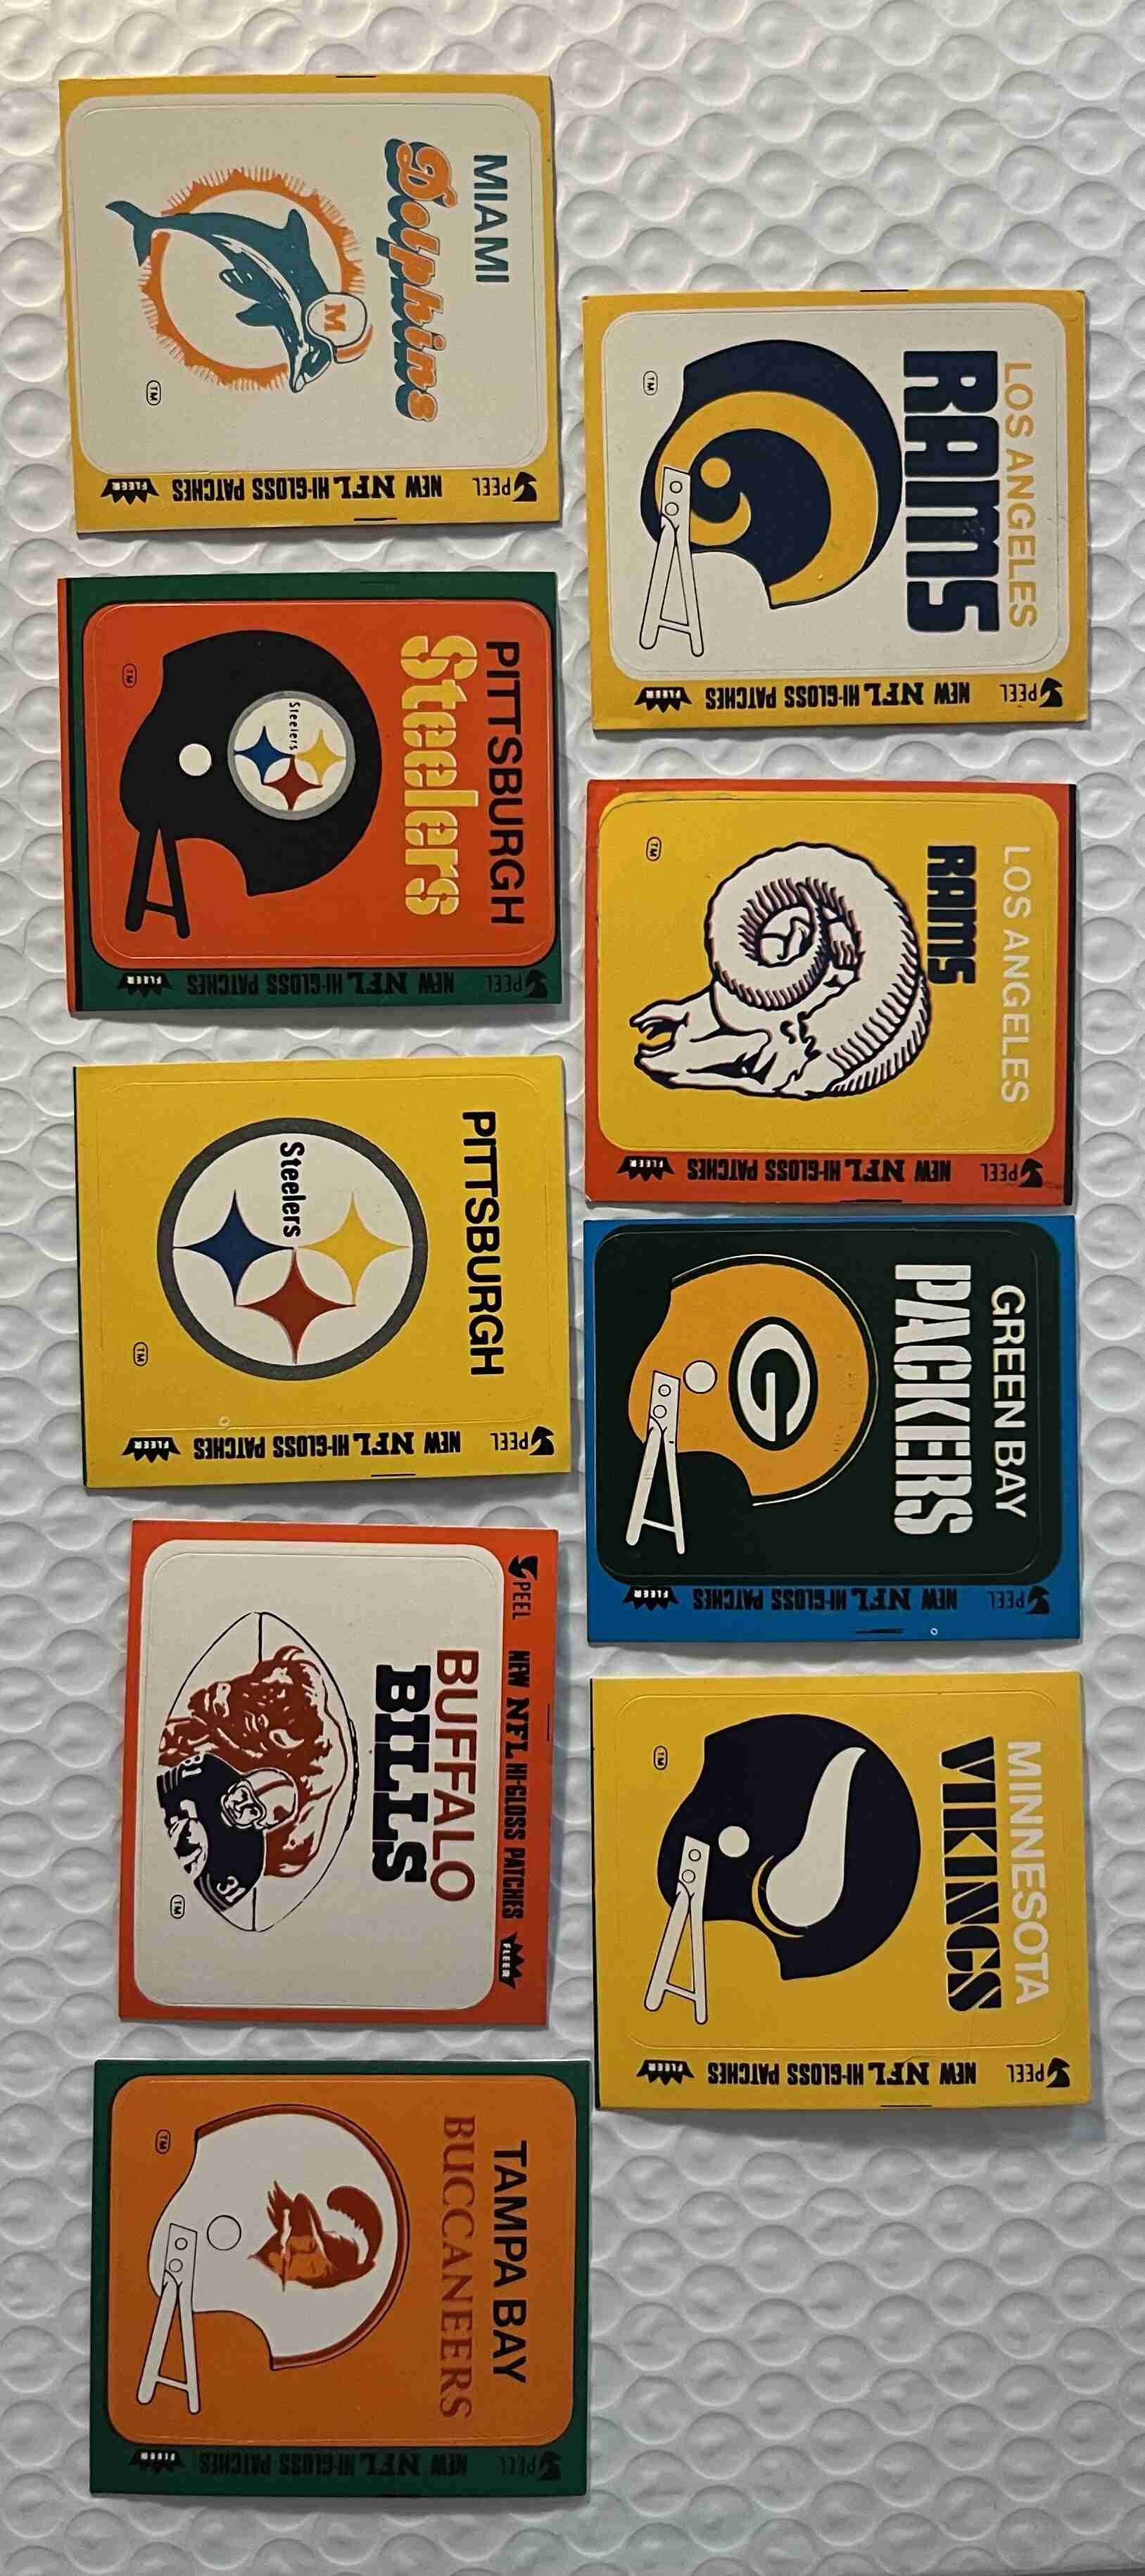 MIAMI
Dolphins
M
TM
PEEL NEW NFL HI-GLOSS PATCHES FLEER
PITTSBURGH
Steelers
Steelers
TM
PEEL NEW NFL HI-GLOSS PATCHES FLEER
PITTSBURGH
Steelers
TM
PEEL NEW NFL HI-GLOSS PATCHES FLEER
PEEL NEW NFL HI-GLOSS PATCHES FLEER
BUFFALO
BILLS
31
TM
TAMPA BAY
BUCCANEERS
TM
PEEL NEW NFL HI-GLOSS PATCHES FLEER
LOS ANGELES
RAMS
TM
PEEL NEW NFL HI-GLOSS PATCHES FLEER
LOS ANGELES
RAMS
TM
PEEL NEW NFL HI-GLOSS PATCHES FLEER
GREEN BAY
PACKERS
G
PEEL NEW NFL HI-GLOSS PATCHES FLEER
MINNESOTA
VIKINGS
TM
PEEL NEW NFL HI-GLOSS PATCHES FLEER